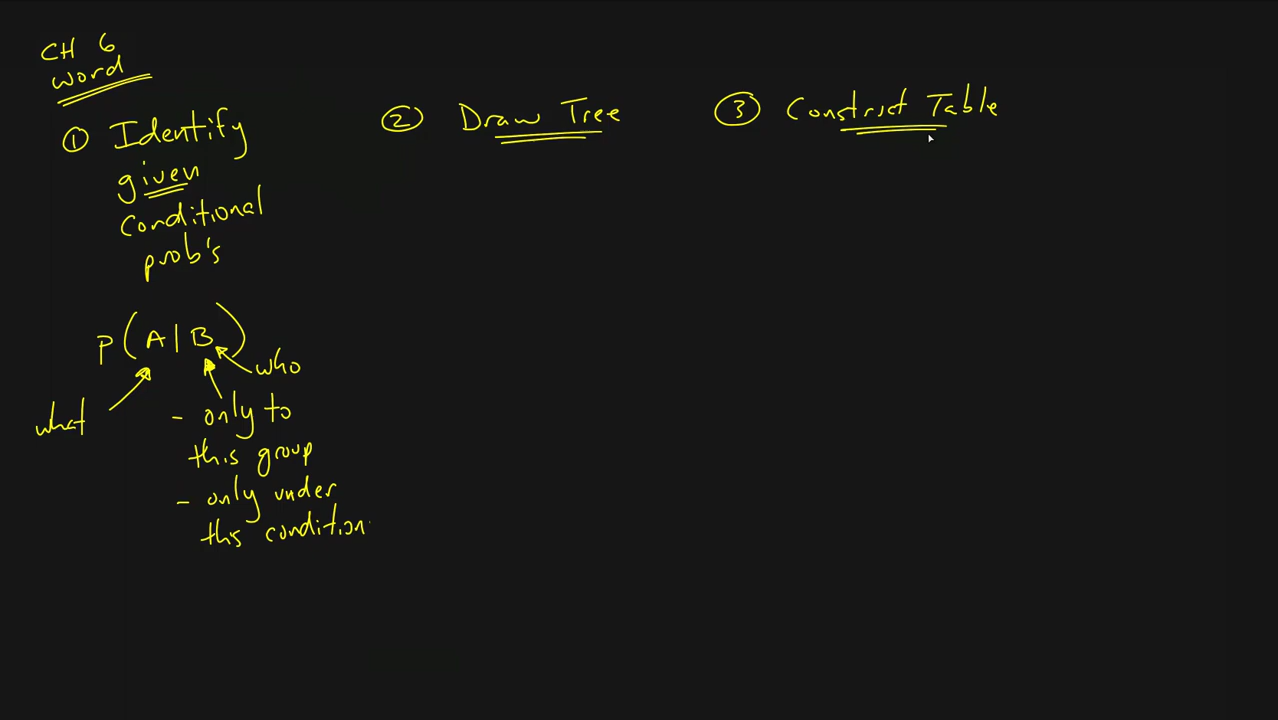 CH 6
word
① Identify
given
conditional
prob's
P(A|B)
who
what
- only to
this group
- only under
this condition
② Draw Tree
③ Construct Table